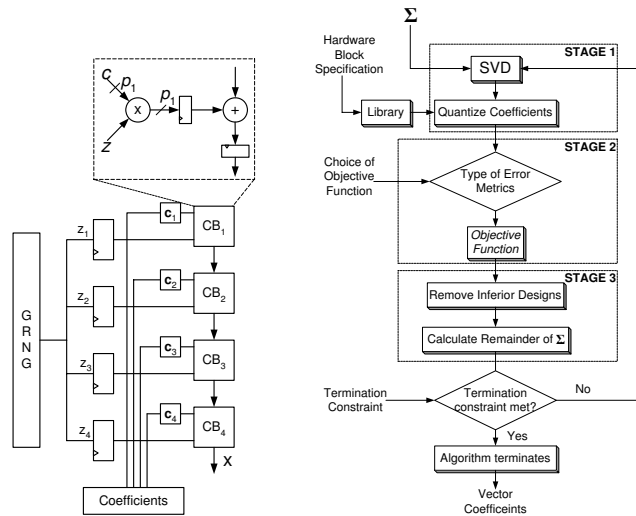 c
p1
p1
x
+
z
c1
z1
CB1
c2
z2
CB2
G
R
N
G
c3
z3
CB3
c4
z4
CB4
x
Coefficients
Σ
Hardware
Block
Specification
STAGE 1
SVD
Library
Quantize Coefficients
STAGE 2
Choice of
Objective
Function
Type of Error
Metrics
Objective
Function
STAGE 3
Remove Inferior Designs
Calculate Remainder of Σ
Termination
Constraint
Termination
constraint met?
No
Yes
Algorithm terminates
Vector
Coefficeints